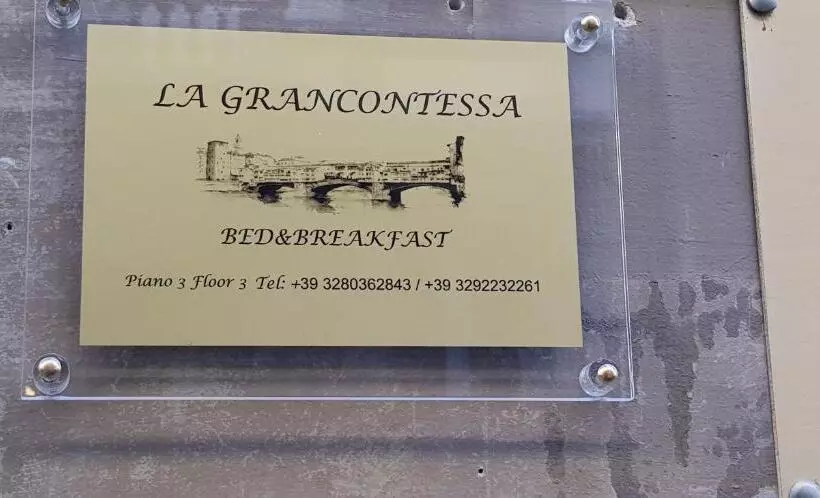 LA GRANCONTESSA
BED&BREAKFAST
Piano 3 Floor 3 Tel: +39 3280362843 / +39 3292232261